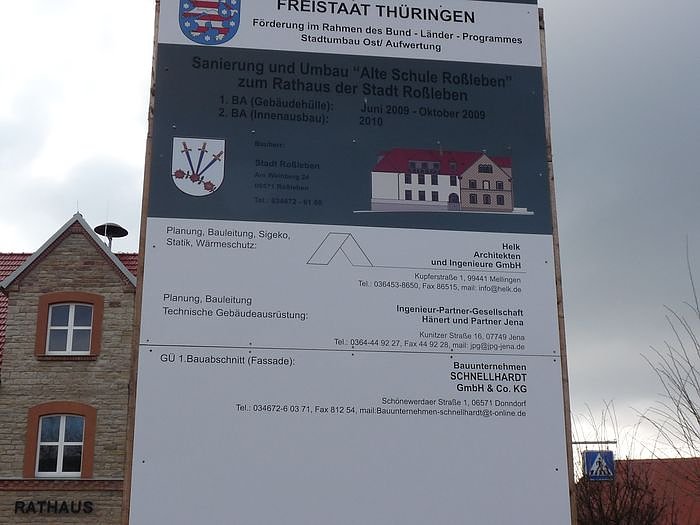 FREISTAAT THÜRINGEN
Förderung im Rahmen des Bund - Länder - Programmes
Stadtumbau Ost/ Aufwertung
Sanierung und Umbau "Alte Schule Roßleben"
zum Rathaus der Stadt Roßleben
1. BA (Gebäudehülle): Juni 2009 - Oktober 2009
2. BA (Innenausbau): 2010
Bauherr:
Stadt Roßleben
Am Weinberg 24
06571 Roßleben
Tel.: 034672 -
Planung, Bauleitung, Sigeko,
Statik, Wärmeschutz:
Helk
Architekten
und Ingenieure GmbH
Kupferstraße 1, 99441 Mellingen
Tel.: 036453-8650, Fax 86515, mail: info@helk.de
Planung, Bauleitung
Technische Gebäudeausrüstung:
Ingenieur-Partner-Gesellschaft
Hänert und Partner Jena
Kunitzer Straße 16, 07749 Jena
Tel.: 0364-44 92 27, Fax 44 92 28, mail: jpg@jpg-jena.de
GÜ 1.Bauabschnitt (Fassade):
Bauunternehmen
SCHNELLHARDT
GmbH & Co. KG
Schönewerdaer Straße 1, 06571 Donndorf
Tel.: 034672-6 03 71, Fax 812 54, mail:Bauunternehmen-schnellhardt@t-online.de
RATHAUS